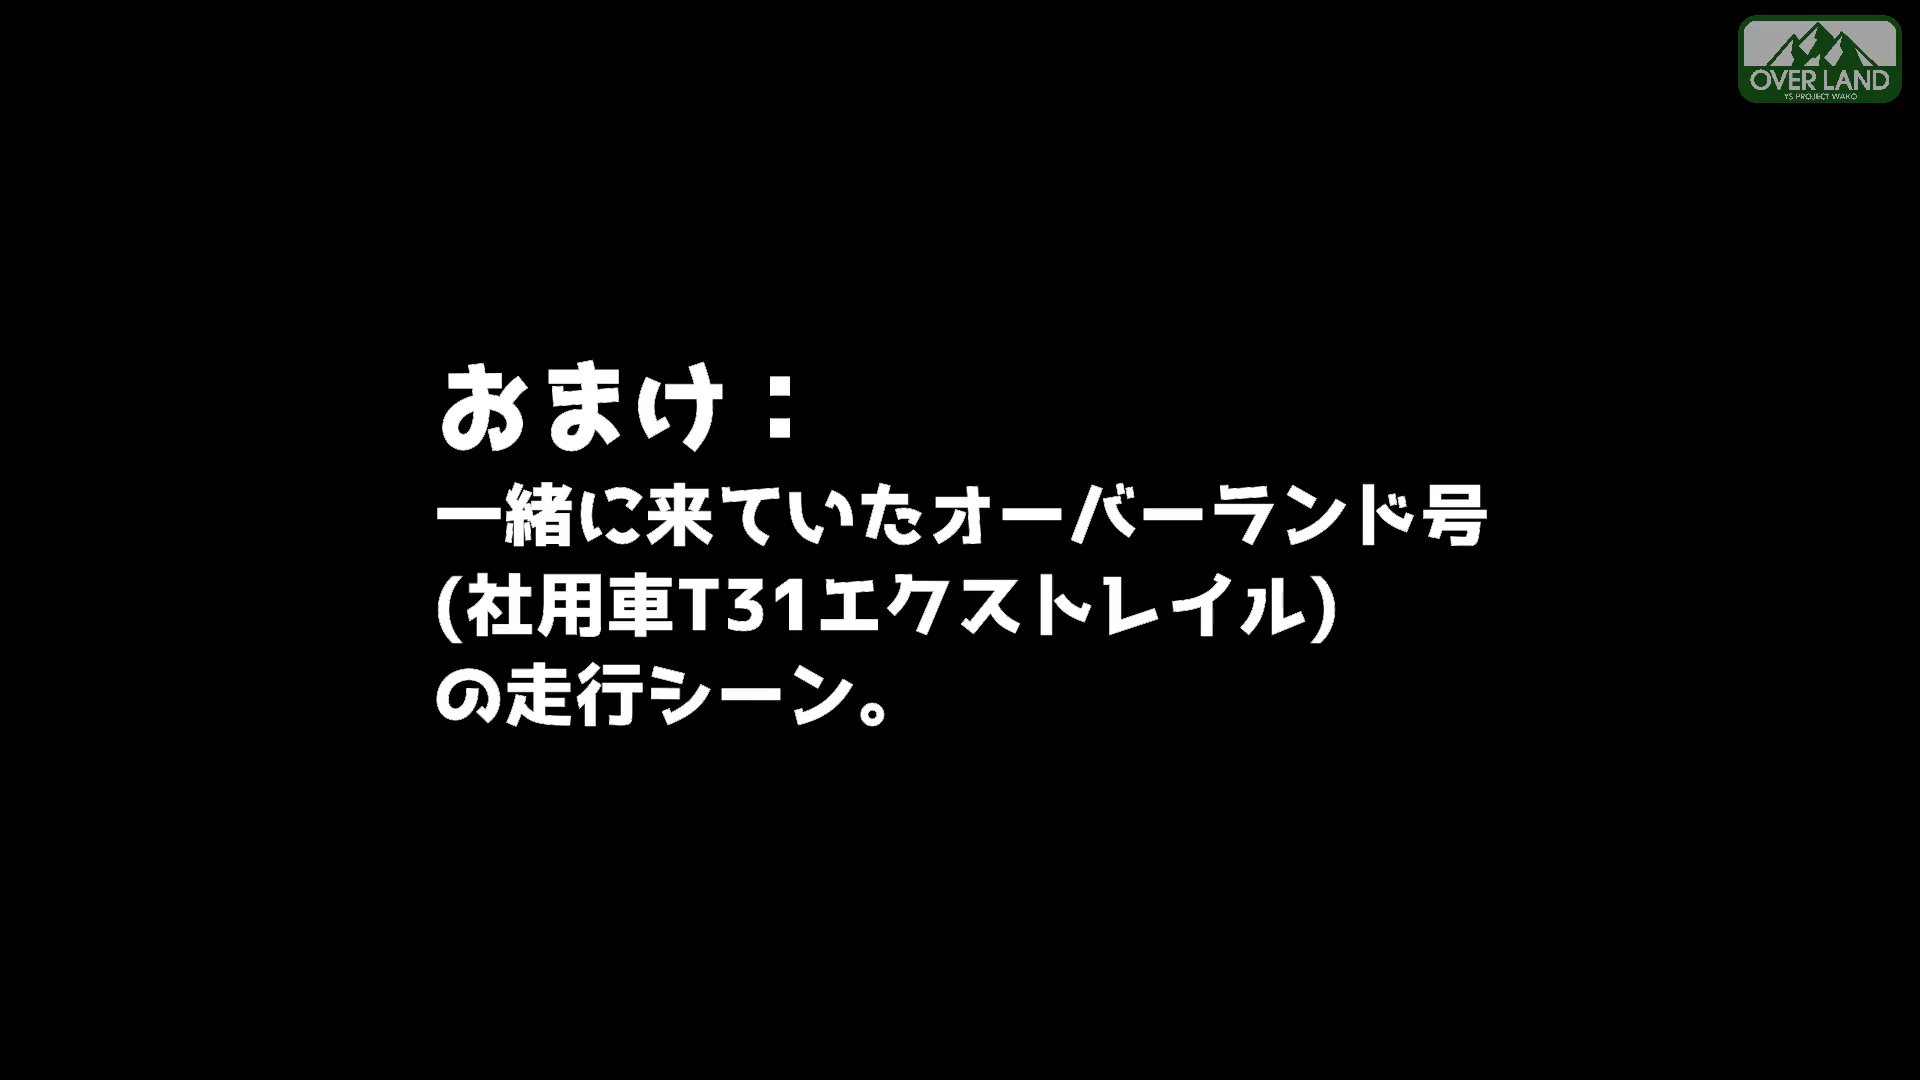 OVER LAND
YS PROJECT WAKO
おまけ：
一緒に来ていたオーバーランド号
(社用車T31エクストレイル)
の走行シーン。